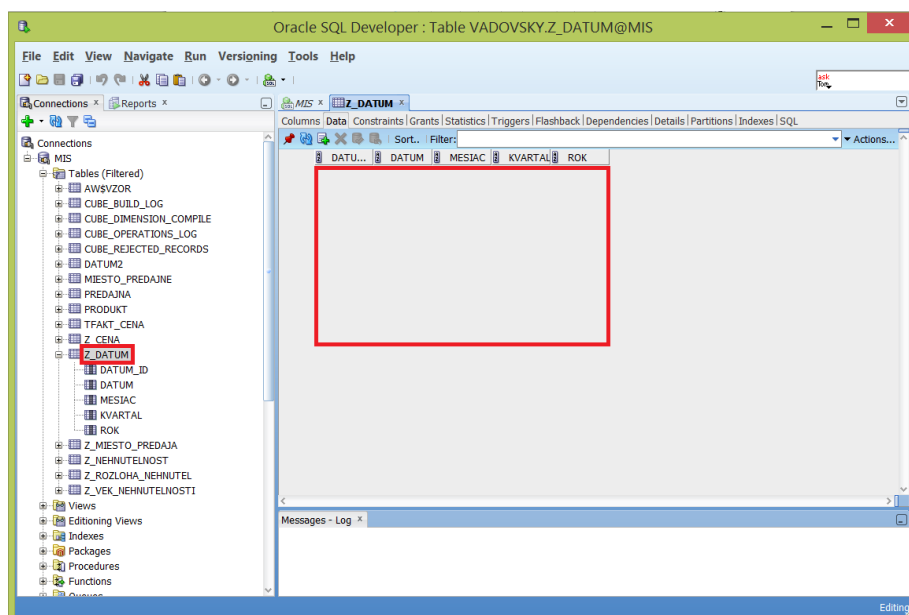 Oracle SQL Developer : Table VADOVSKY.Z_DATUM@MIS
File Edit View Navigate Run Versioning Tools Help
ask
Tom
Connections Reports
MIS Z_DATUM
Columns Data Constraints Grants Statistics Triggers Flashback Dependencies Details Partitions Indexes SQL
Sort.. Filter: Actions...
DATU... DATUM MESIAC KVARTAL ROK
Connections
MIS
Tables (Filtered)
AW$VZOR
CUBE_BUILD_LOG
CUBE_DIMENSION_COMPILE
CUBE_OPERATIONS_LOG
CUBE_REJECTED_RECORDS
DATUM2
MIESTO_PREDAJNE
PREDAJNA
PRODUKT
TFAKT_CENA
Z_CENA
Z_DATUM
DATUM_ID
DATUM
MESIAC
KVARTAL
ROK
Z_MIESTO_PREDAJA
Z_NEHNUTELNOST
Z_ROZLOHA_NEHNUTEL
Z_VEK_NEHNUTELNOSTI
Views
Editioning Views
Indexes
Packages
Procedures
Functions
Queues
Messages - Log
Editing